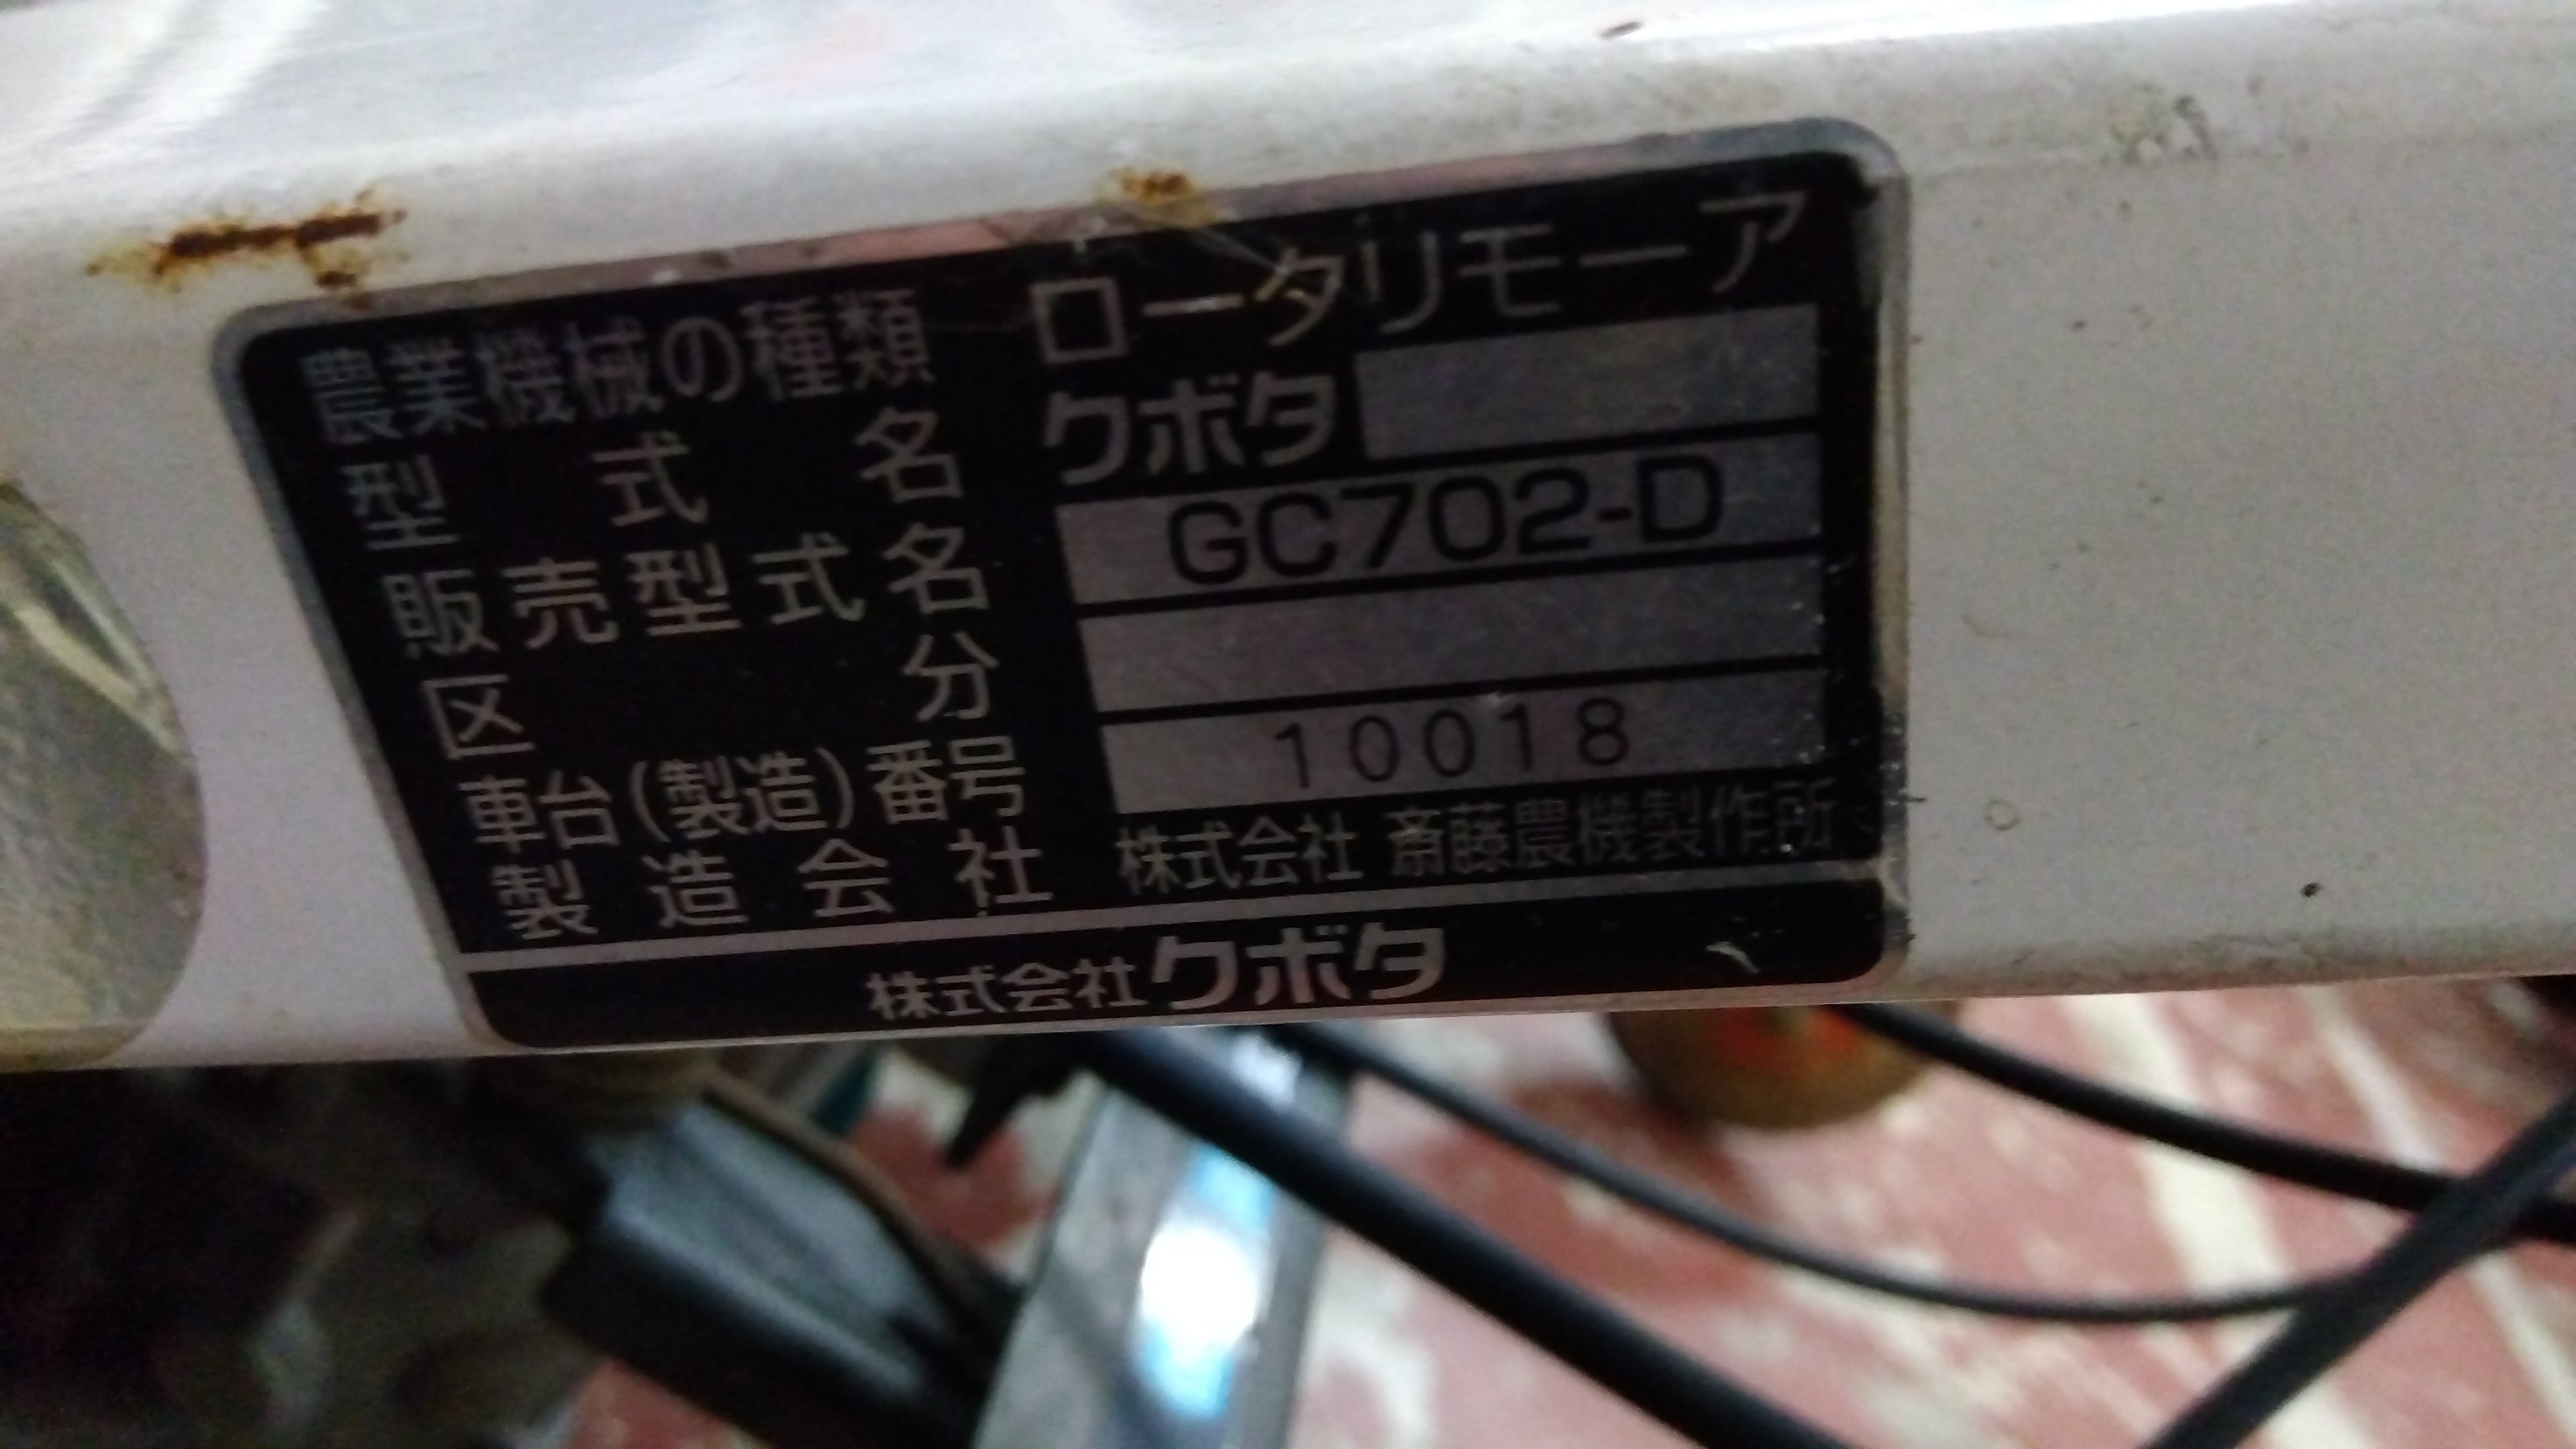 農業機械の種類 ロータリモーア
型式名 クボタ
販売型式名 GC702-D
区分
車台(製造)番号 10018
製造会社 株式会社 斎藤農機製作所
株式会社クボタ